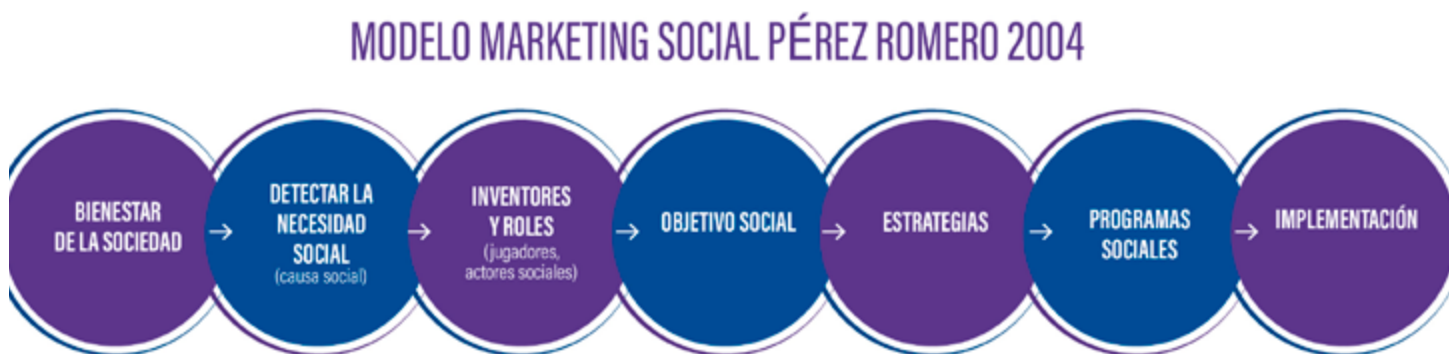 MODELO MARKETING SOCIAL PÉREZ ROMERO 2004
BIENESTAR
DE LA SOCIEDAD
DETECTAR LA
NECESIDAD
SOCIAL
(causa social)
INVENTORES
Y ROLES
(jugadores,
actores sociales)
OBJETIVO SOCIAL
ESTRATEGIAS
PROGRAMAS
SOCIALES
IMPLEMENTACIÓN